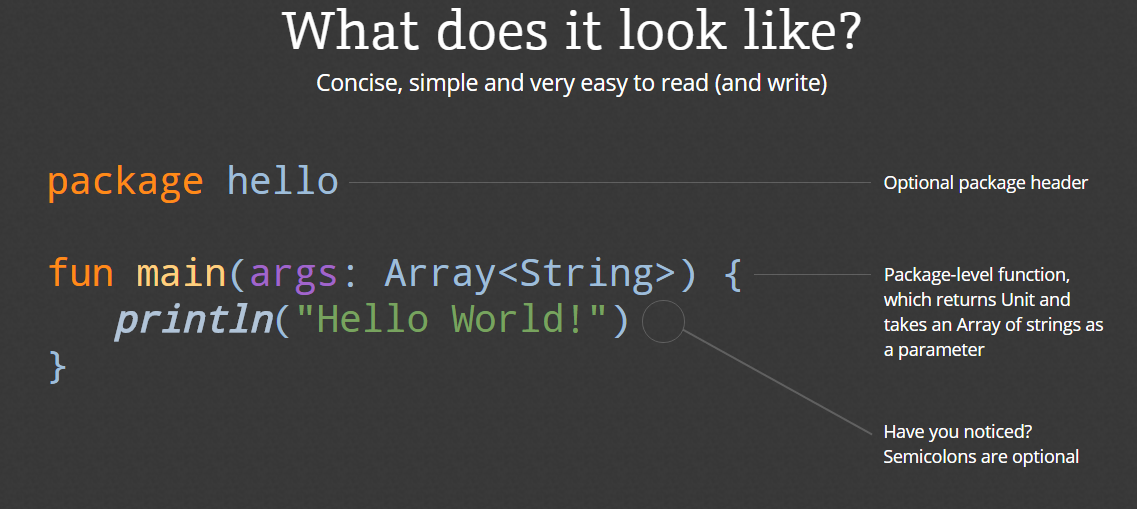 What does it look like?
Concise, simple and very easy to read (and write)
package hello
Optional package header
fun main(args: Array<String>) {
println("Hello World!")
}
Package-level function,
which returns Unit and
takes an Array of strings as
a parameter
Have you noticed?
Semicolons are optional